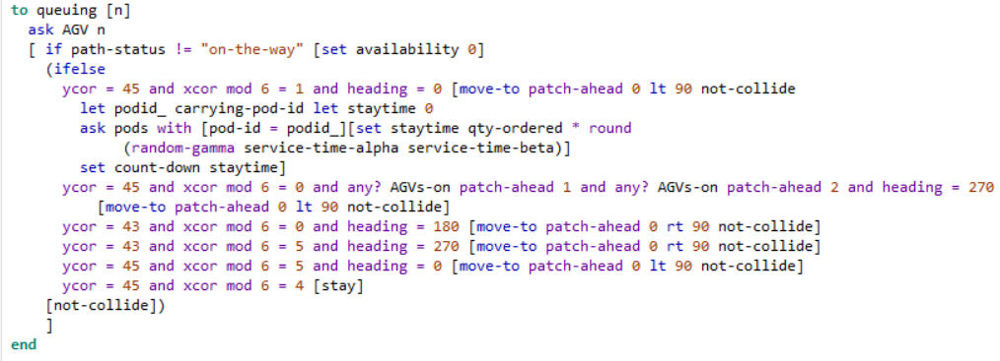 to queuing [n]
ask AGV n
[ if path-status != "on-the-way" [set availability 0]
(ifelse
ycor = 45 and xcor mod 6 = 1 and heading = 0 [move-to patch-ahead 0 lt 90 not-collide
let podid_ carrying-pod-id let staytime 0
ask pods with [pod-id = podid_][set staytime qty-ordered * round
(random-gamma service-time-alpha service-time-beta)]
set count-down staytime]
ycor = 45 and xcor mod 6 = 0 and any? AGVs-on patch-ahead 1 and any? AGVs-on patch-ahead 2 and heading = 270
[move-to patch-ahead 0 lt 90 not-collide]
ycor = 43 and xcor mod 6 = 0 and heading = 180 [move-to patch-ahead 0 rt 90 not-collide]
ycor = 43 and xcor mod 6 = 5 and heading = 270 [move-to patch-ahead 0 rt 90 not-collide]
ycor = 45 and xcor mod 6 = 5 and heading = 0 [move-to patch-ahead 0 lt 90 not-collide]
ycor = 45 and xcor mod 6 = 4 [stay]
[not-collide])
]
end